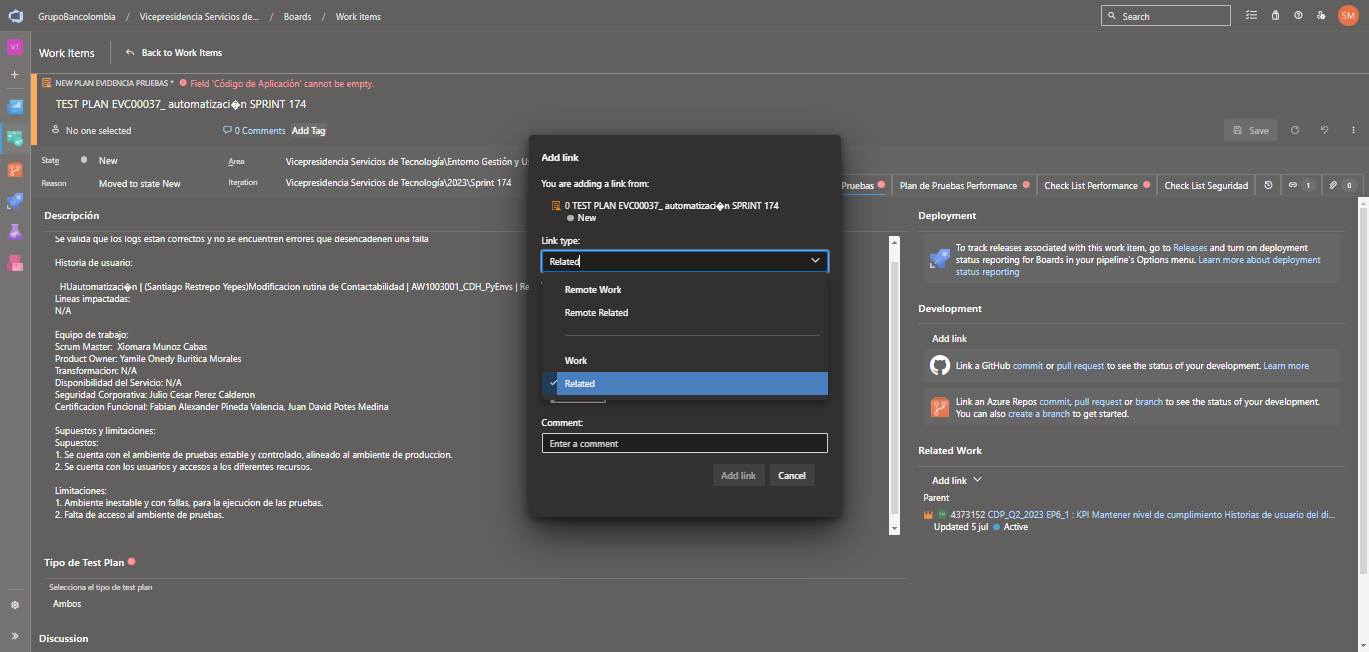 GrupoBancolombia / Vicepresidencia Servicios de... / Boards / Work items
Search
SM
VT
Work Items
Back to Work Items
NEW PLAN EVIDENCIA PRUEBAS * Field 'Código de Aplicación' cannot be empty.
TEST PLAN EVC00037_ automatizaci�n SPRINT 174
No one selected
0 Comments
Add Tag
Save
State
New
Area
Vicepresidencia Servicios de Tecnología\Entorno Gestión y Us
Reason
Moved to state New
Iteration
Vicepresidencia Servicios de Tecnología\2023\Sprint 174
Pruebas
Plan de Pruebas Performance
Check List Performance
Check List Seguridad
1
0
Descripción
Se valida que los logs estan correctos y no se encuentren errores que desencadenen una falla
Historia de usuario:
HUautomatizaci�n | (Santiago Restrepo Yepes)Modificacion rutina de Contactabilidad | AW1003001_CDH_PyEnvs | Re
Lineas impactadas:
N/A
Equipo de trabajo:
Scrum Master: Xiomara Munoz Cabas
Product Owner: Yamile Onedy Buritica Morales
Transformacion: N/A
Disponibilidad del Servicio: N/A
Seguridad Corporativa: Julio Cesar Perez Calderon
Certificacion Funcional: Fabian Alexander Pineda Valencia, Juan David Potes Medina
Supuestos y limitaciones:
Supuestos:
1. Se cuenta con el ambiente de pruebas estable y controlado, alineado al ambiente de produccion.
2. Se cuenta con los usuarios y accesos a los diferentes recursos.
Limitaciones:
1. Ambiente inestable y con fallas, para la ejecucion de las pruebas.
2. Falta de acceso al ambiente de pruebas.
Tipo de Test Plan
Selecciona el tipo de test plan
Ambos
Discussion
Add link
You are adding a link from:
0 TEST PLAN EVC00037_ automatizaci�n SPRINT 174
New
Link type:
Related
Remote Work
Remote Related
Work
Related
Comment:
Enter a comment
Add link
Cancel
Deployment
To track releases associated with this work item, go to Releases and turn on deployment
status reporting for Boards in your pipeline's Options menu. Learn more about deployment
status reporting
Development
Add link
Link a GitHub commit or pull request to see the status of your development. Learn more
Link an Azure Repos commit, pull request or branch to see the status of your development.
You can also create a branch to get started.
Related Work
Add link
Parent
4373152 CDP_Q2_2023 EP6_1 : KPI Mantener nivel de cumplimiento Historias de usuario del di...
Updated 5 jul
Active